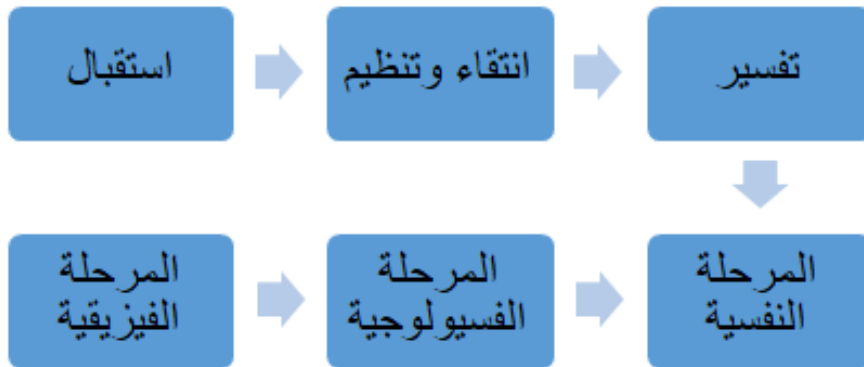 استقبال
انتقاء وتنظيم
تفسير
المرحلة
الفيزيقية
المرحلة
الفسيولوجية
المرحلة
النفسية